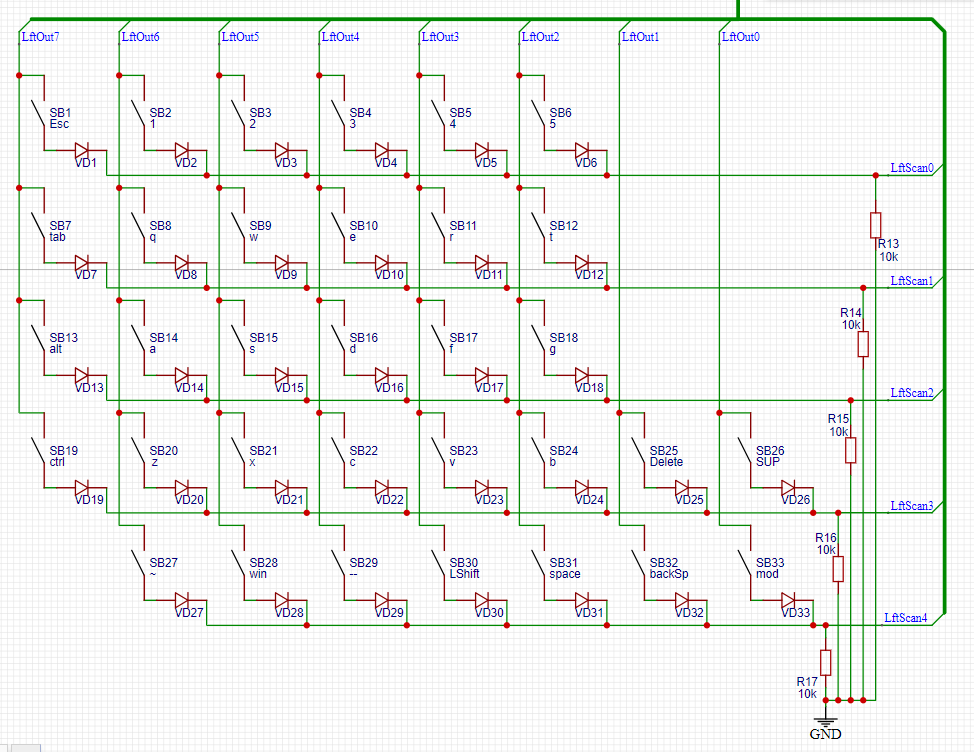 LftOut7 LftOut6 LftOut5 LftOut4 LftOut3 LftOut2 LftOut1 LftOut0
SB1 SB2 SB3 SB4 SB5 SB6
Esc 1 2 3 4 5
VD1 VD2 VD3 VD4 VD5 VD6
LftScan0
SB7 SB8 SB9 SB10 SB11 SB12
tab q w e r t
R13
10k
VD7 VD8 VD9 VD10 VD11 VD12
LftScan1
R14
10k
SB13 SB14 SB15 SB16 SB17 SB18
alt a s d f g
VD13 VD14 VD15 VD16 VD17 VD18
LftScan2
R15
10k
SB19 SB20 SB21 SB22 SB23 SB24 SB25 SB26
ctrl z x c v b Delete SUP
VD19 VD20 VD21 VD22 VD23 VD24 VD25 VD26
LftScan3
R16
10k
SB27 SB28 SB29 SB30 SB31 SB32 SB33
~ win -- LShift space backSp mod
VD27 VD28 VD29 VD30 VD31 VD32 VD33
LftScan4
R17
10k
GND